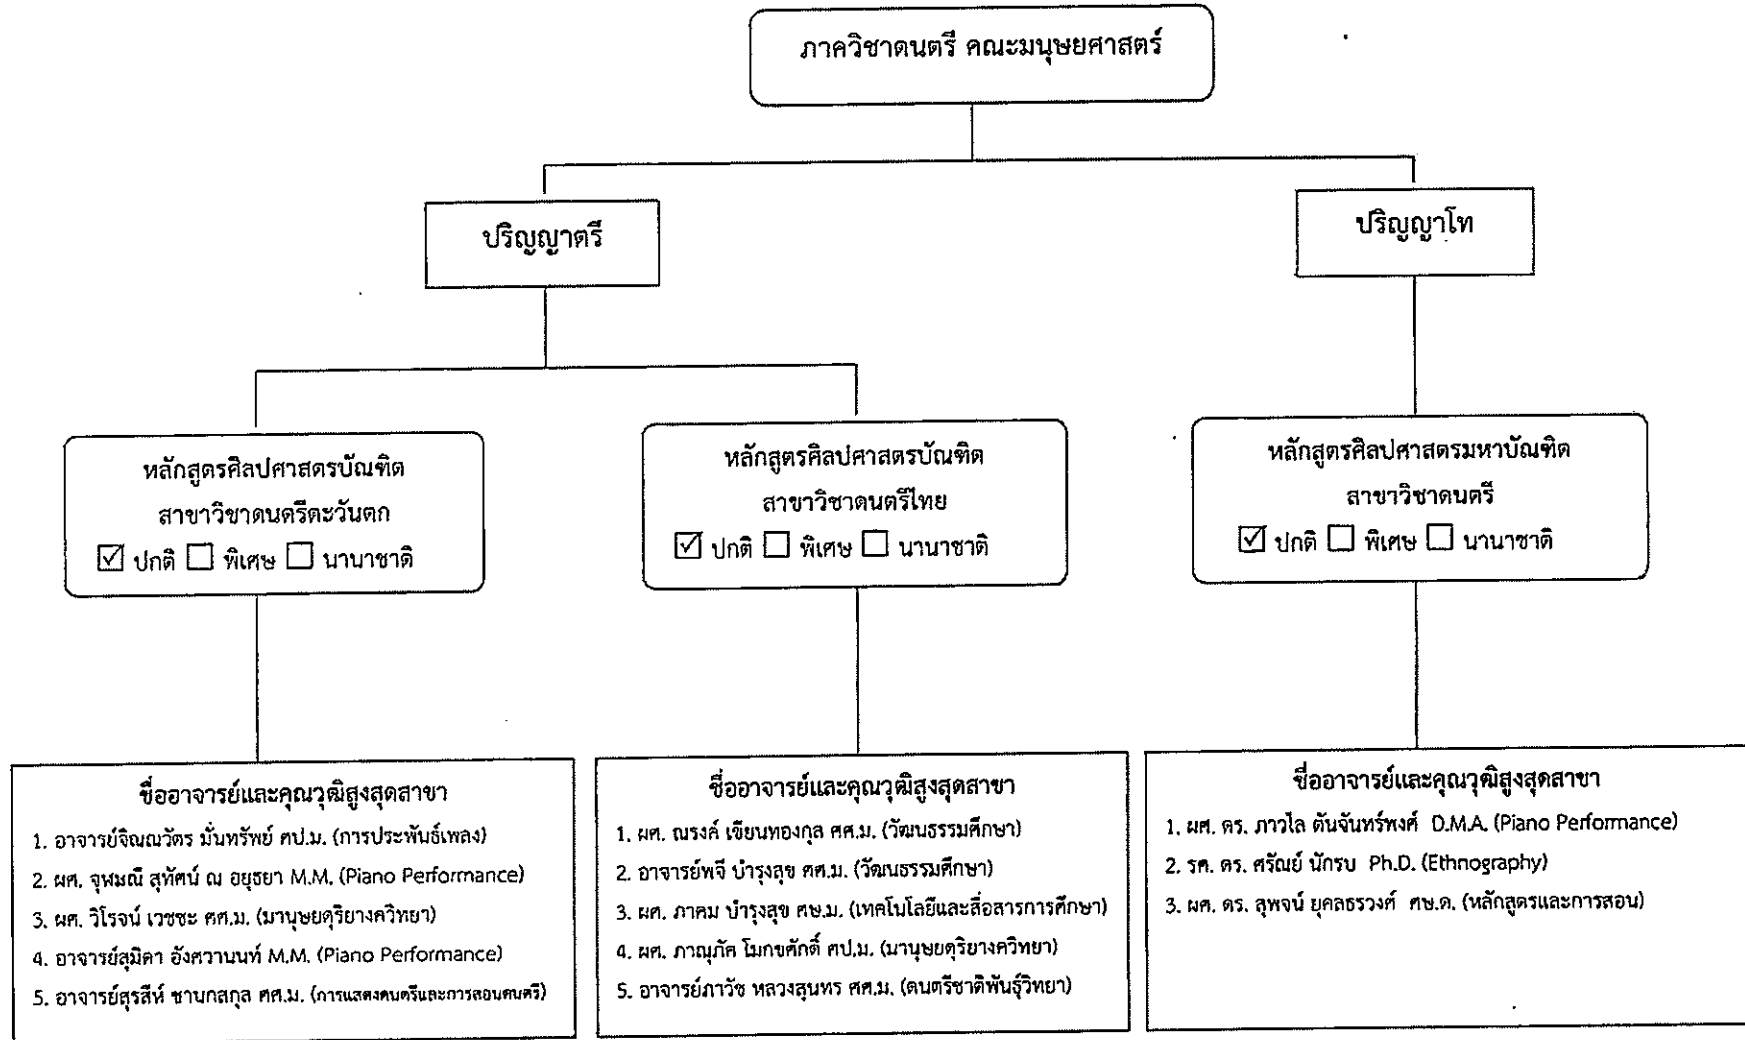 ภาควิชาดนตรี คณะมนุษยศาสตร์
ปริญญาตรี
ปริญญาโท
หลักสูตรศิลปศาสตรบัณฑิต
สาขาวิชาดนตรีตะวันตก
☑ ปกติ ☐ พิเศษ ☐ นานาชาติ
หลักสูตรศิลปศาสตรบัณฑิต
สาขาวิชาดนตรีไทย
☑ ปกติ ☐ พิเศษ ☐ นานาชาติ
หลักสูตรศิลปศาสตรมหาบัณฑิต
สาขาวิชาดนตรี
☑ ปกติ ☐ พิเศษ ☐ นานาชาติ
ชื่ออาจารย์และคุณวุฒิสูงสุดสาขา
1. อาจารย์จิณณวัตร มั่นทรัพย์ ศป.ม. (การประพันธ์เพลง)
2. ผศ. จุฬมณี สุทัศน์ ณ อยุธยา M.M. (Piano Performance)
3. ผศ. วิโรจน์ เวชชะ ศศ.ม. (มานุษยดุริยางควิทยา)
4. อาจารย์สุมิดา อังศวานนท์ M.M. (Piano Performance)
5. อาจารย์สุรสีห์ ชานกสกุล ศศ.ม. (การแสดงดนตรีและการสอนดนตรี)
ชื่ออาจารย์และคุณวุฒิสูงสุดสาขา
1. ผศ. ณรงค์ เขียนทองกุล ศศ.ม. (วัฒนธรรมศึกษา)
2. อาจารย์พจี บำรุงสุข ศศ.ม. (วัฒนธรรมศึกษา)
3. ผศ. ภาคม บำรุงสุข ศษ.ม. (เทคโนโลยีและสื่อสารการศึกษา)
4. ผศ. ภาณุภัค โมกขศักดิ์ ศป.ม. (มานุษยดุริยางควิทยา)
5. อาจารย์ภาวัช หลวงสุนทร ศศ.ม. (ดนตรีชาติพันธุ์วิทยา)
ชื่ออาจารย์และคุณวุฒิสูงสุดสาขา
1. ผศ. ดร. ภาวไล ตันจันทร์พงศ์ D.M.A. (Piano Performance)
2. รศ. ดร. ศรัณย์ นักรบ Ph.D. (Ethnography)
3. ผศ. ดร. สุพจน์ ยุคลธรวงศ์ ศษ.ด. (หลักสูตรและการสอน)